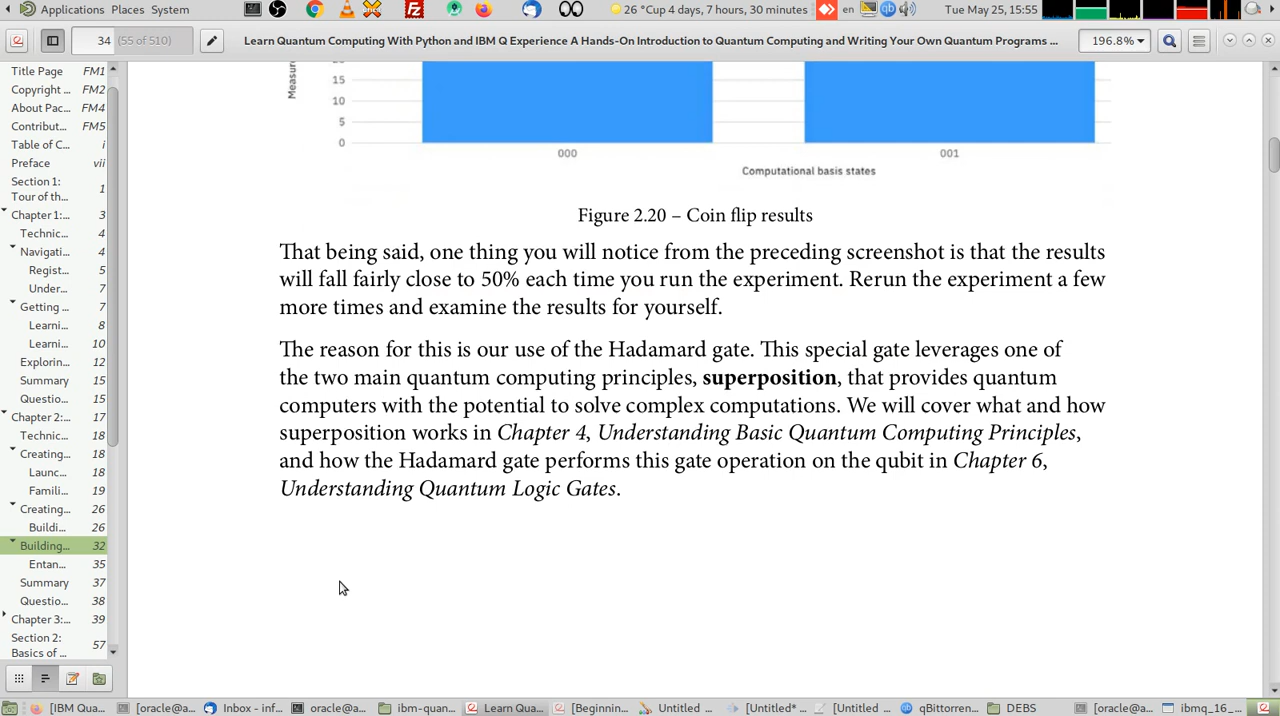 Applications Places System
26 °C
up 4 days, 7 hours, 30 minutes
en
Tue May 25, 15:55
34 (55 of 510)
Learn Quantum Computing With Python and IBM Q Experience A Hands-On Introduction to Quantum Computing and Writing Your Own Quantum Programs ...
196.8%
Title Page FM1
Copyright ... FM2
About Pac... FM4
Contribut... FM5
Table of C... i
Preface vii
Section 1:
Tour of th... 1
Chapter 1:... 3
Technic... 4
Navigati... 4
Regist... 5
Under... 7
Getting ... 7
Learni... 8
Learni... 10
Explorin... 12
Summary 15
Questio... 15
Chapter 2:... 17
Technic... 18
Creating... 18
Launc... 18
Famili... 19
Creating... 26
Buildi... 26
Building... 32
Entan... 35
Summary 37
Questio... 38
Chapter 3:... 39
Section 2:
Basics of ... 57
Measur
15
10
5
0
000 001
Computational basis states
Figure 2.20 – Coin flip results
That being said, one thing you will notice from the preceding screenshot is that the results
will fall fairly close to 50% each time you run the experiment. Rerun the experiment a few
more times and examine the results for yourself.
The reason for this is our use of the Hadamard gate. This special gate leverages one of
the two main quantum computing principles, superposition, that provides quantum
computers with the potential to solve complex computations. We will cover what and how
superposition works in Chapter 4, Understanding Basic Quantum Computing Principles,
and how the Hadamard gate performs this gate operation on the qubit in Chapter 6,
Understanding Quantum Logic Gates.
[IBM Qua... [oracle@a... Inbox - inf... oracle@a... ibm-quan... Learn Qua... [Beginnin... Untitled ... [Untitled* ... [Untitled ... qBittorren... DEBS [oracle@a... ibmq_16_...